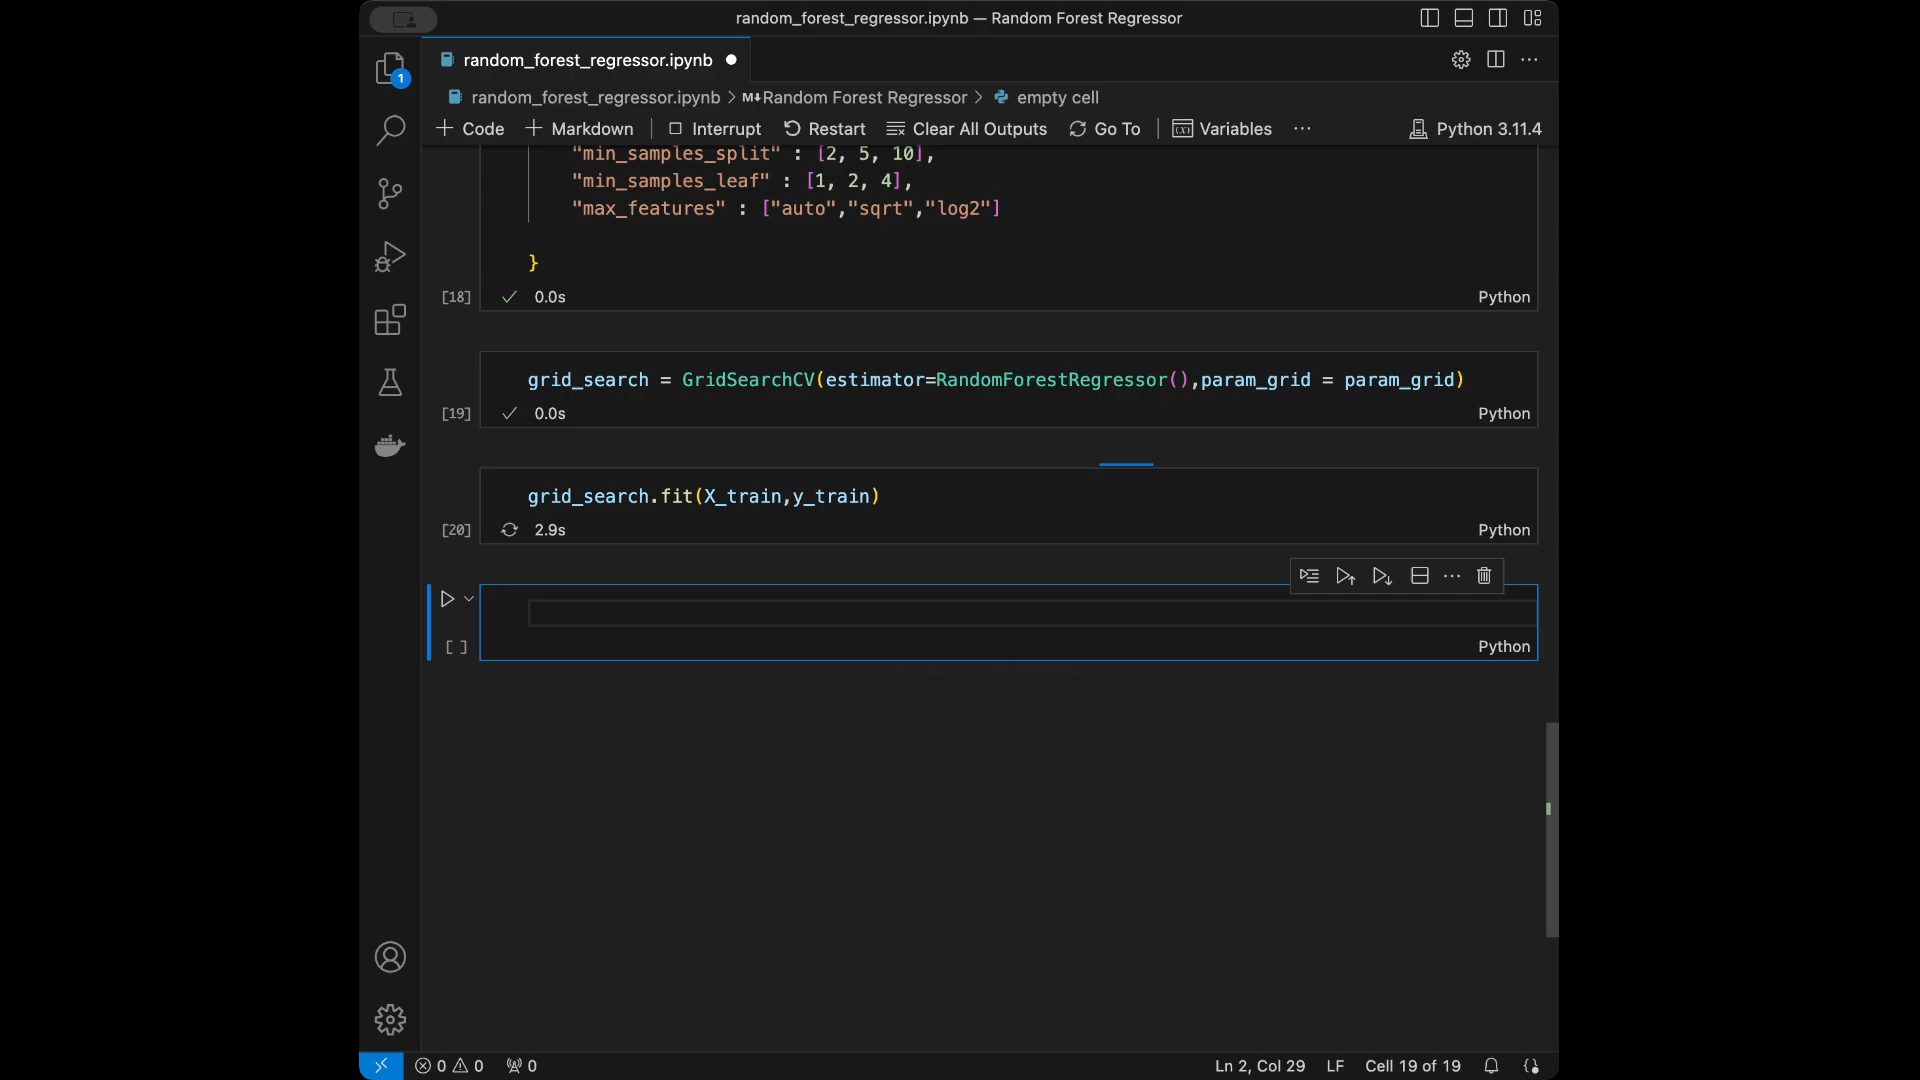 random_forest_regressor.ipynb — Random Forest Regressor
1
random_forest_regressor.ipynb
random_forest_regressor.ipynb > M↓Random Forest Regressor > empty cell
+ Code + Markdown Interrupt Restart Clear All Outputs Go To Variables ··· Python 3.11.4
"min_samples_split" : [2, 5, 10],
"min_samples_leaf" : [1, 2, 4],
"max_features" : ["auto","sqrt","log2"]
}
[18] 0.0s Python
grid_search = GridSearchCV(estimator=RandomForestRegressor(),param_grid = param_grid)
[19] 0.0s Python
grid_search.fit(X_train,y_train)
[20] 2.9s Python
[ ] Python
0 0 0 Ln 2, Col 29 LF Cell 19 of 19